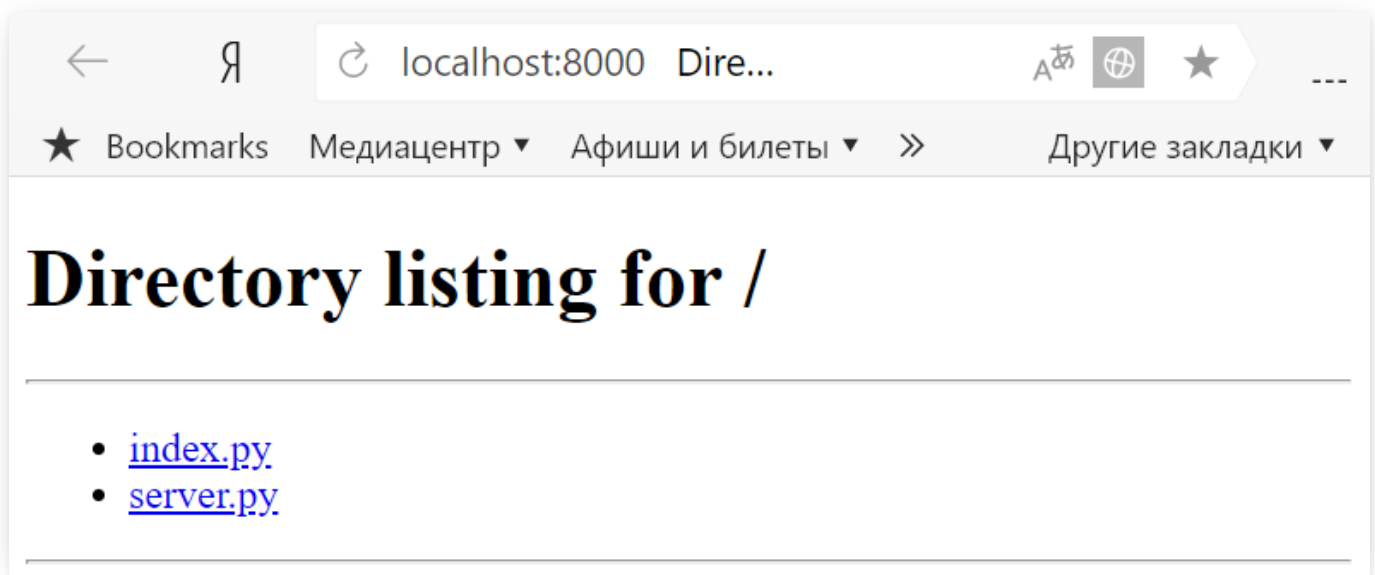 Я localhost:8000 Dire...
Bookmarks Медиацентр Афиши и билеты Другие закладки
Directory listing for /
index.py
server.py